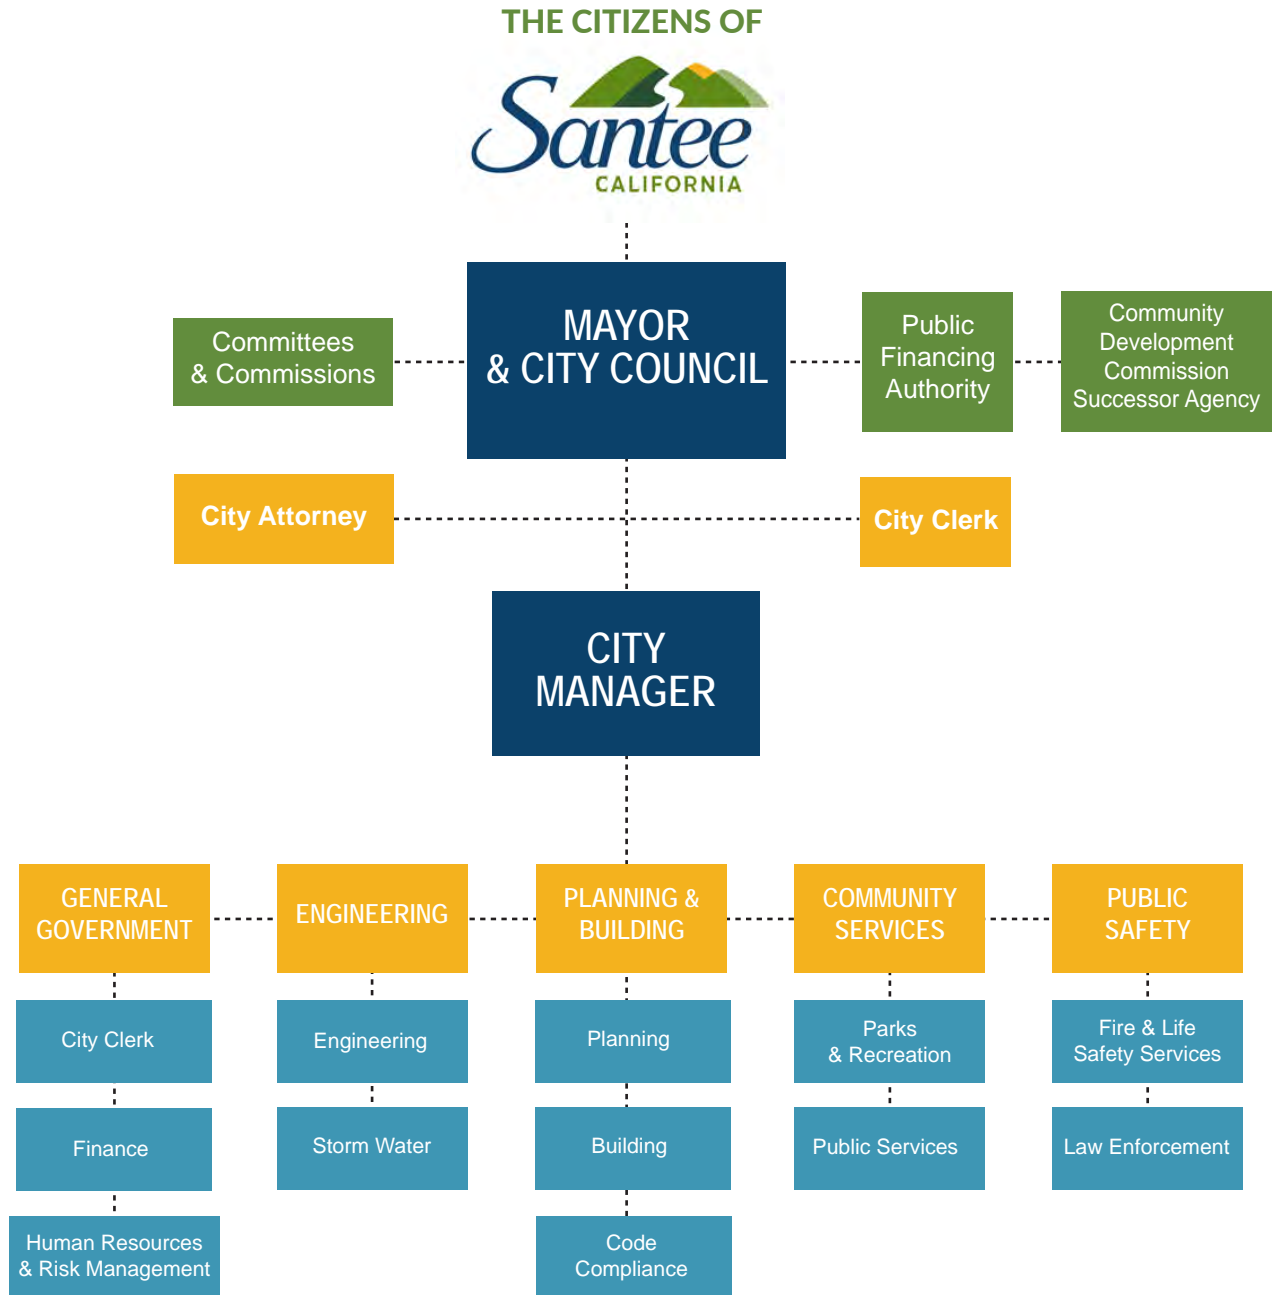 THE CITIZENS OF
Santee
CALIFORNIA
MAYOR
& CITY COUNCIL
Committees
& Commissions
Public
Financing
Authority
Community
Development
Commission
Successor Agency
City Attorney
City Clerk
CITY
MANAGER
GENERAL
GOVERNMENT
ENGINEERING
PLANNING &
BUILDING
COMMUNITY
SERVICES
PUBLIC
SAFETY
City Clerk
Engineering
Planning
Parks
& Recreation
Fire & Life
Safety Services
Finance
Storm Water
Building
Public Services
Law Enforcement
Human Resources
& Risk Management
Code
Compliance